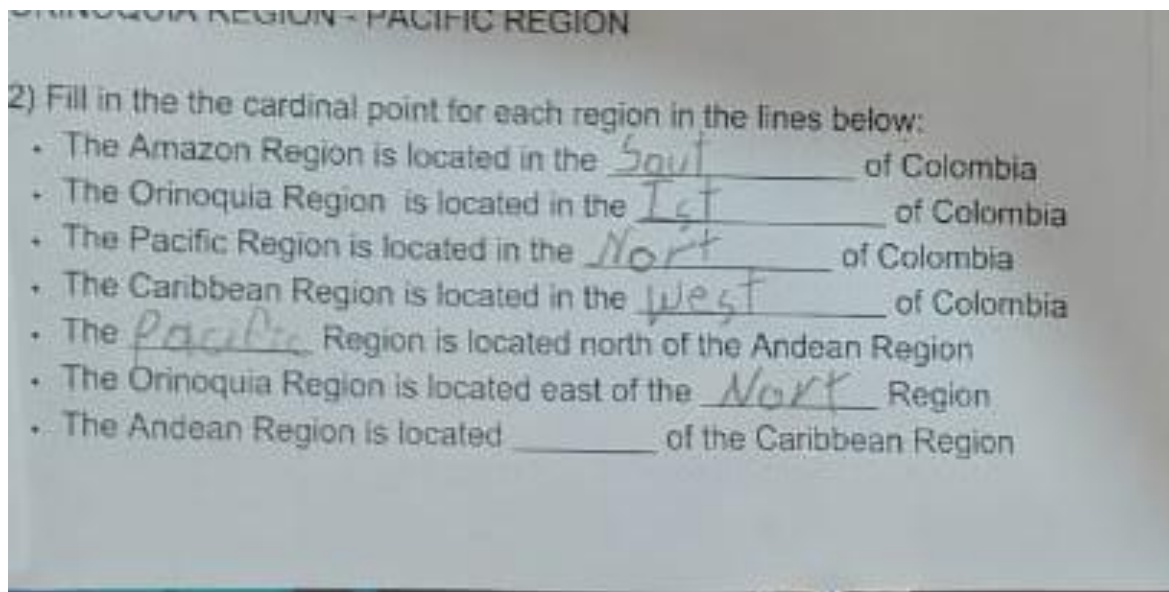 ORINOQUIA REGION - PACIFIC REGION
2) Fill in the the cardinal point for each region in the lines below:
• The Amazon Region is located in the Sout of Colombia
• The Orinoquia Region is located in the Ist of Colombia
• The Pacific Region is located in the Nort of Colombia
• The Caribbean Region is located in the West of Colombia
• The Pacific Region is located north of the Andean Region
• The Orinoquia Region is located east of the Nort Region
• The Andean Region is located ______ of the Caribbean Region